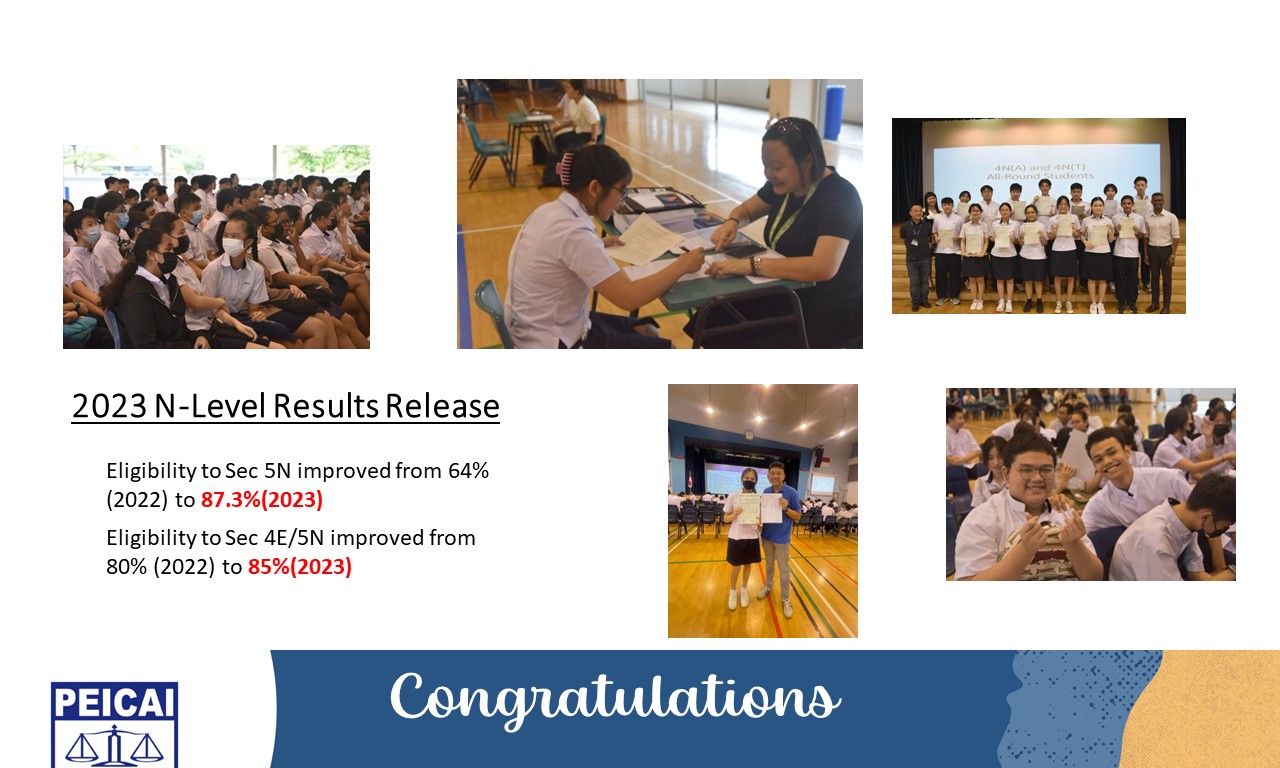 4N(A) and 4N(T)
All-Round Students
2023 N-Level Results Release
Eligibility to Sec 5N improved from 64%
(2022) to 87.3%(2023)
Eligibility to Sec 4E/5N improved from
80% (2022) to 85%(2023)
PEICAI
Congratulations